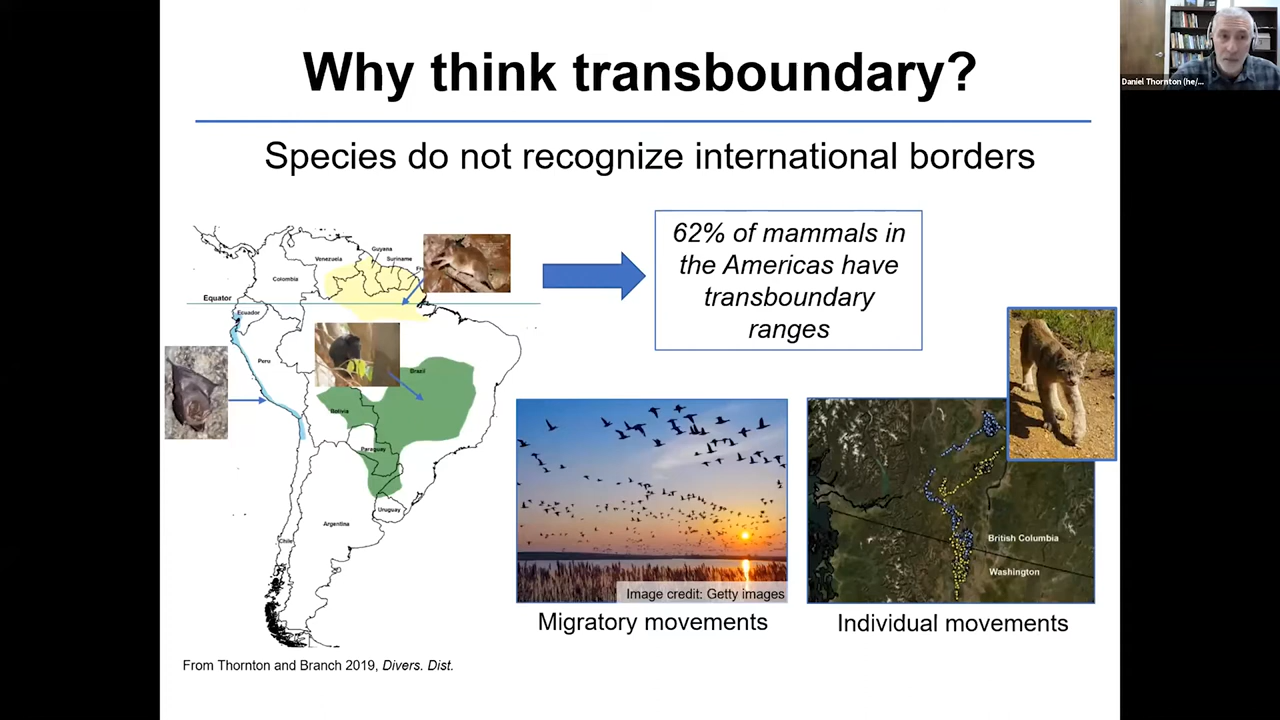 Why think transboundary?
Daniel Thornton (he/...
Species do not recognize international borders
62% of mammals in
the Americas have
transboundary
ranges
Guyana
Venezuela
Suriname
Colombia
Equator
Ecuador
Peru
Brazil
Bolivia
Paraguay
Uruguay
Argentina
Chile
British Columbia
Washington
Image credit: Getty images
Migratory movements
Individual movements
From Thornton and Branch 2019, Divers. Dist.